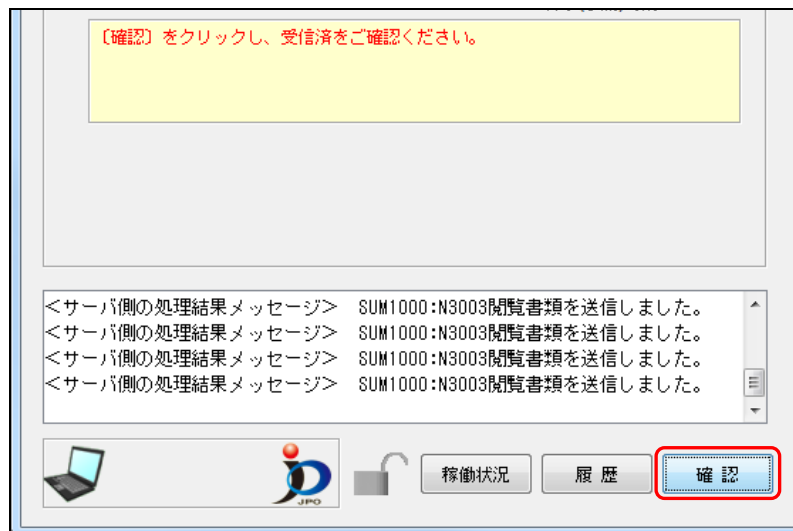 〔確認〕をクリックし、受信済をご確認ください。
<サーバ側の処理結果メッセージ>　SUM1000:N3003閲覧書類を送信しました。
<サーバ側の処理結果メッセージ>　SUM1000:N3003閲覧書類を送信しました。
<サーバ側の処理結果メッセージ>　SUM1000:N3003閲覧書類を送信しました。
<サーバ側の処理結果メッセージ>　SUM1000:N3003閲覧書類を送信しました。
JPO
稼働状況 履 歴 確 認